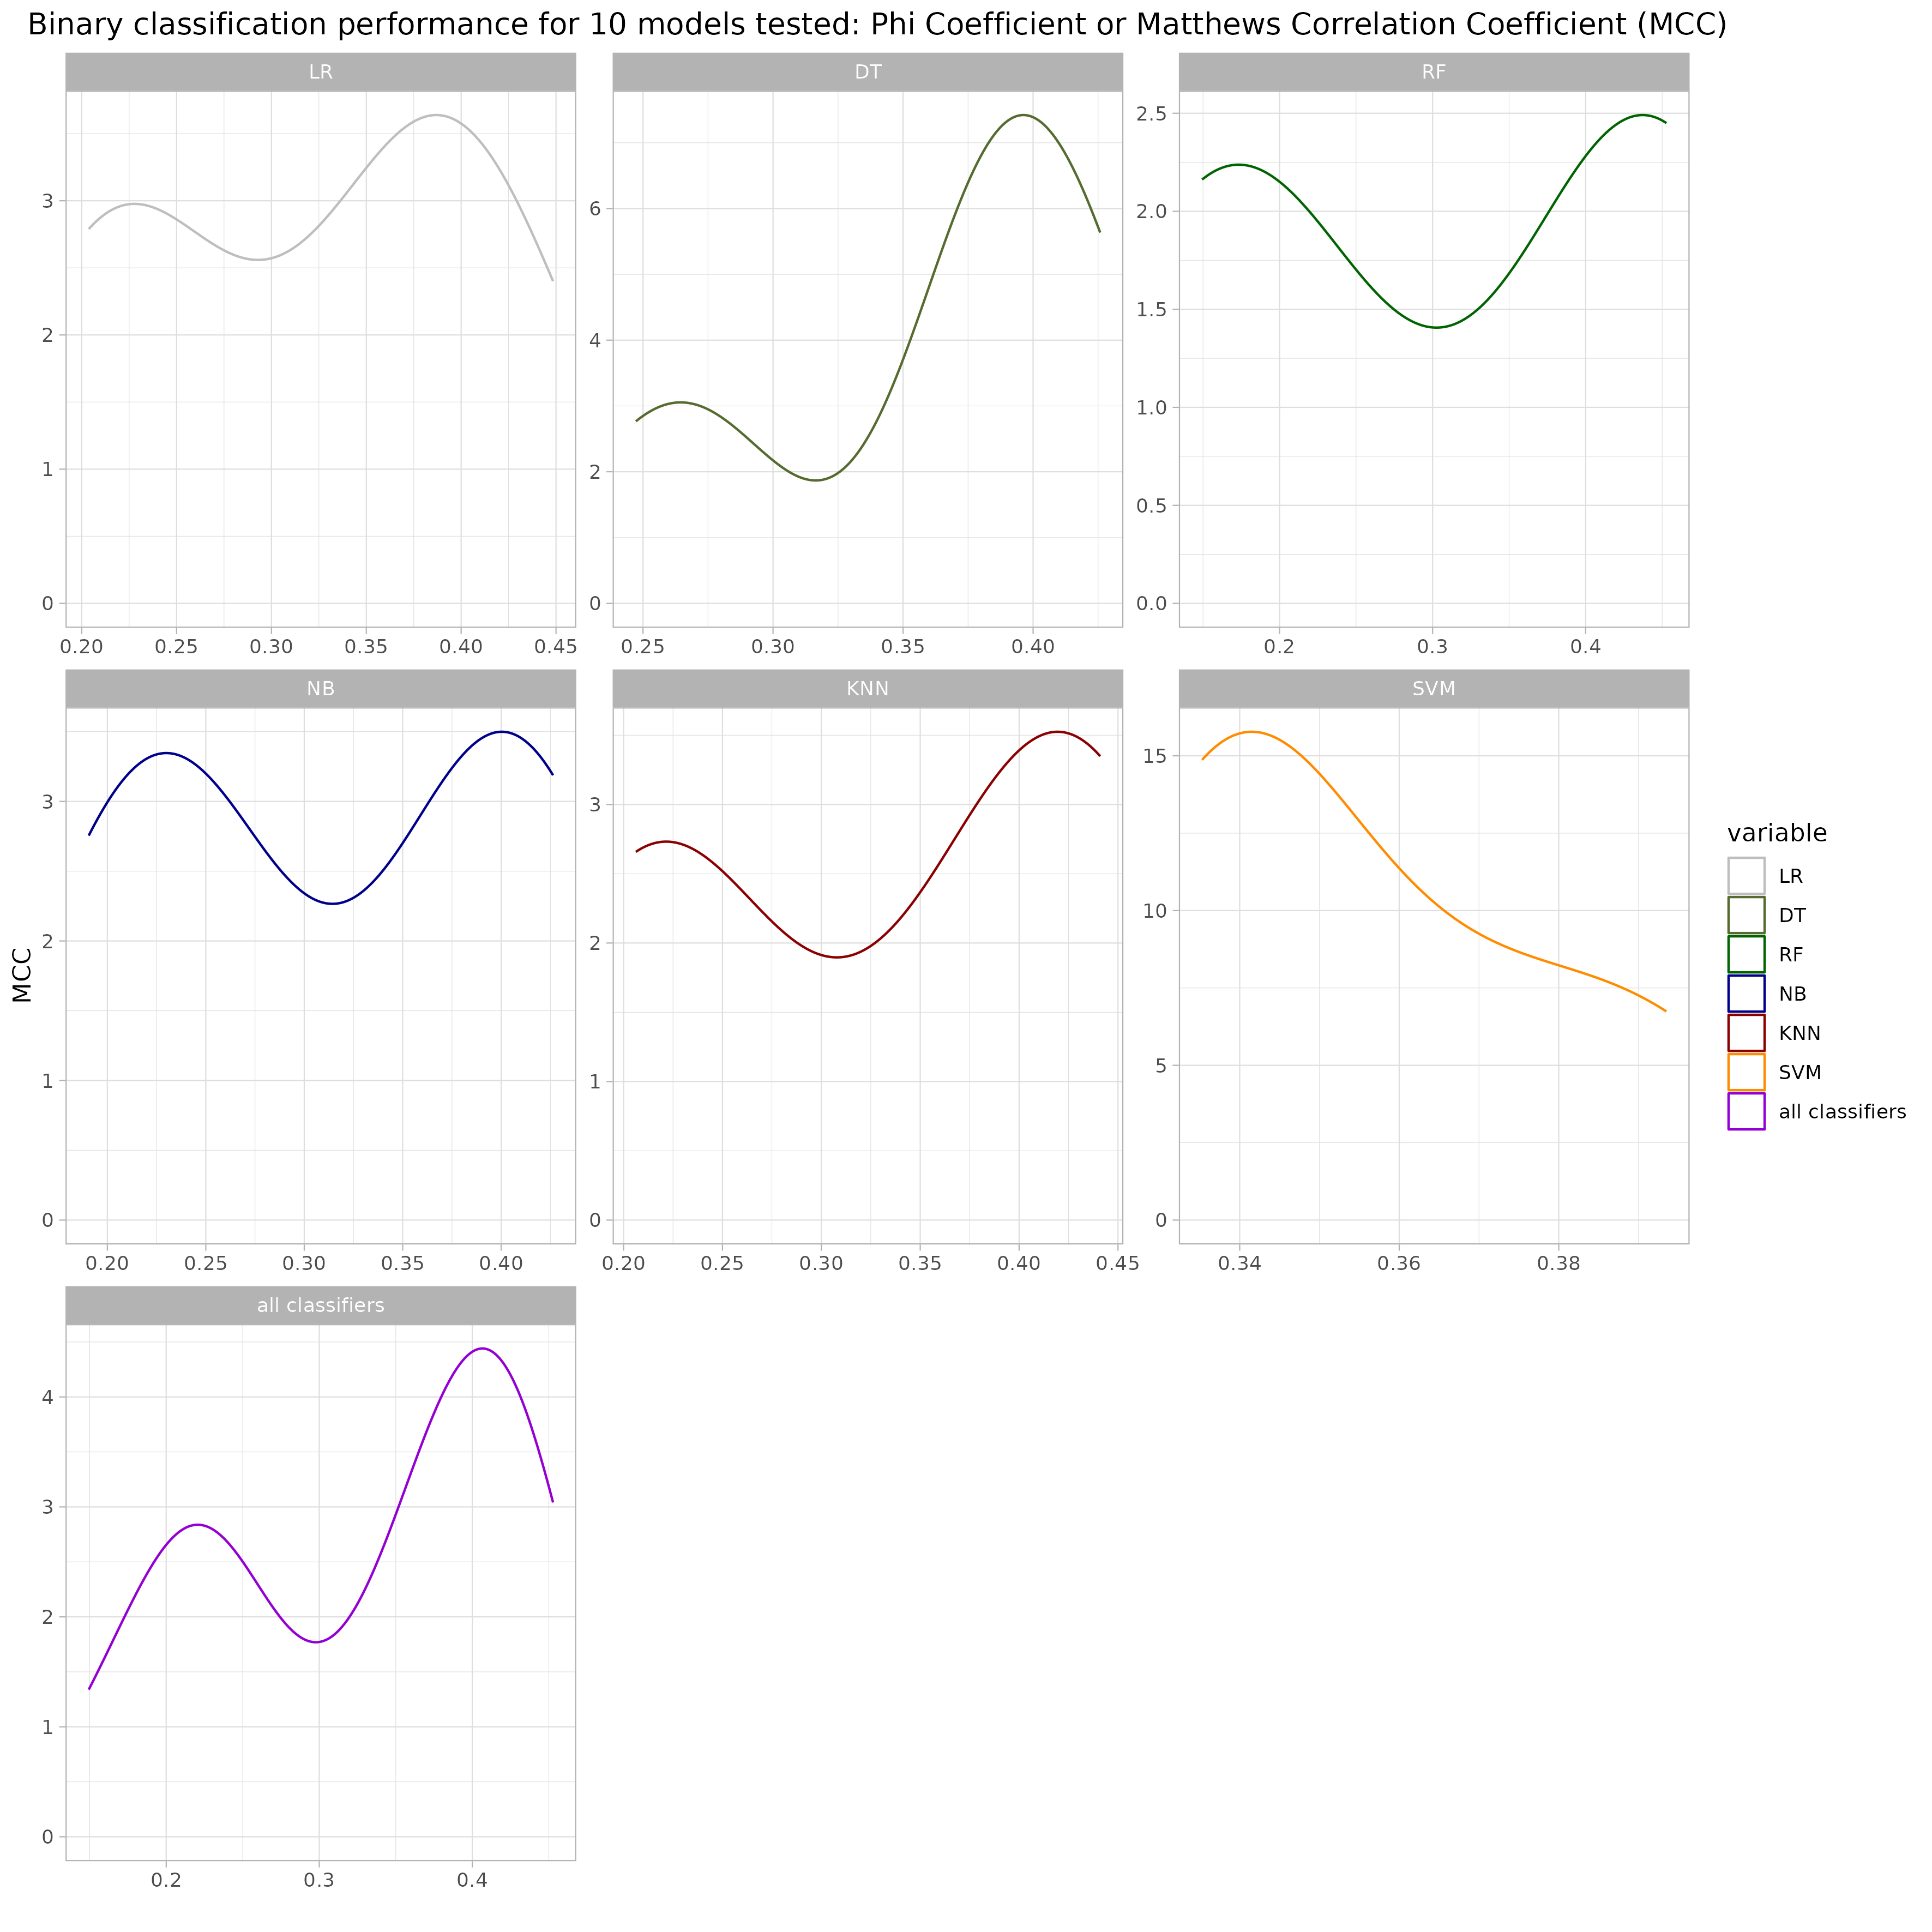 Binary classification performance for 10 models tested: Phi Coefficient or Matthews Correlation Coefficient (MCC)
LR
DT
RF
3
2
1
0
6
4
2
0
2.5
2.0
1.5
1.0
0.5
0.0
0.20 0.25 0.30 0.35 0.40 0.45
0.25 0.30 0.35 0.40
0.2 0.3 0.4
NB
KNN
SVM
3
2
1
0
3
2
1
0
15
10
5
0
0.20 0.25 0.30 0.35 0.40
0.20 0.25 0.30 0.35 0.40 0.45
0.34 0.36 0.38
MCC
all classifiers
4
3
2
1
0
0.2 0.3 0.4
variable
LR
DT
RF
NB
KNN
SVM
all classifiers